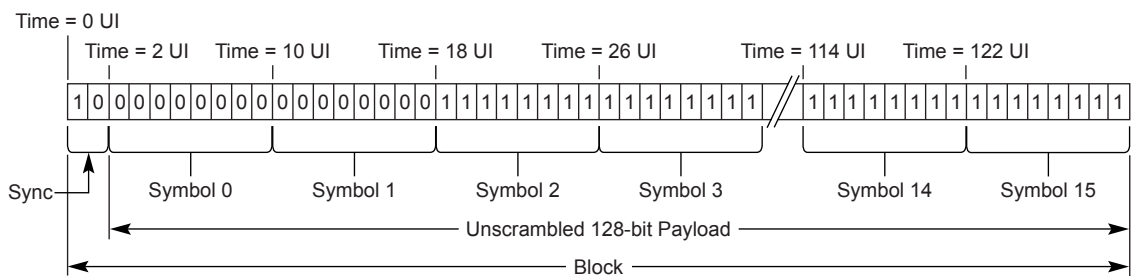 Time = 0 UI
Time = 2 UI Time = 10 UI Time = 18 UI Time = 26 UI Time = 114 UI Time = 122 UI
1 0 0 0 0 0 0 0 0 0 0 0 0 0 0 0 0 0 1 1 1 1 1 1 1 1 1 1 1 1 1 1 1 1 1 1 1 1 1 1 1 1 1 1 1 1 1 1 1 1
Sync Symbol 0 Symbol 1 Symbol 2 Symbol 3 Symbol 14 Symbol 15
Unscrambled 128-bit Payload
Block